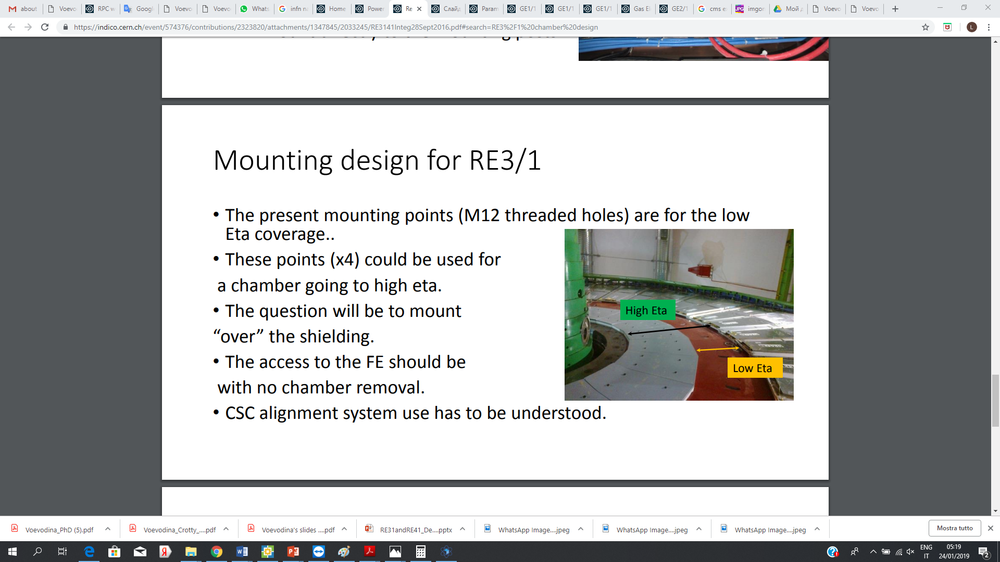 about
Voevo
RPC w
Googl
Voevo
Voevo
Whats
infn na
Home
Power
Re
Слайд
Param
GE1/1
GE1/1
GE1/1
Gas El
GE2/1
cms e
imgor
Мой д
Voevo
Voevo
https://indico.cern.ch/event/574376/contributions/2323820/attachments/1347845/2033245/RE3141Integ28Sept2016.pdf#search=RE3%2F1%20chamber%20design
L
Mounting design for RE3/1
• The present mounting points (M12 threaded holes) are for the low
Eta coverage..
• These points (x4) could be used for
a chamber going to high eta.
• The question will be to mount
“over” the shielding.
• The access to the FE should be
with no chamber removal.
• CSC alignment system use has to be understood.
High Eta
Low Eta
Voevodina_PhD (5).pdf
Voevodina_Crotty_....pdf
Voevodina's slides ....pdf
RE31andRE41_De....pptx
WhatsApp Image....jpeg
WhatsApp Image....jpeg
WhatsApp Image....jpeg
Mostra tutto
ENG
IT
05:19
24/01/2019
2